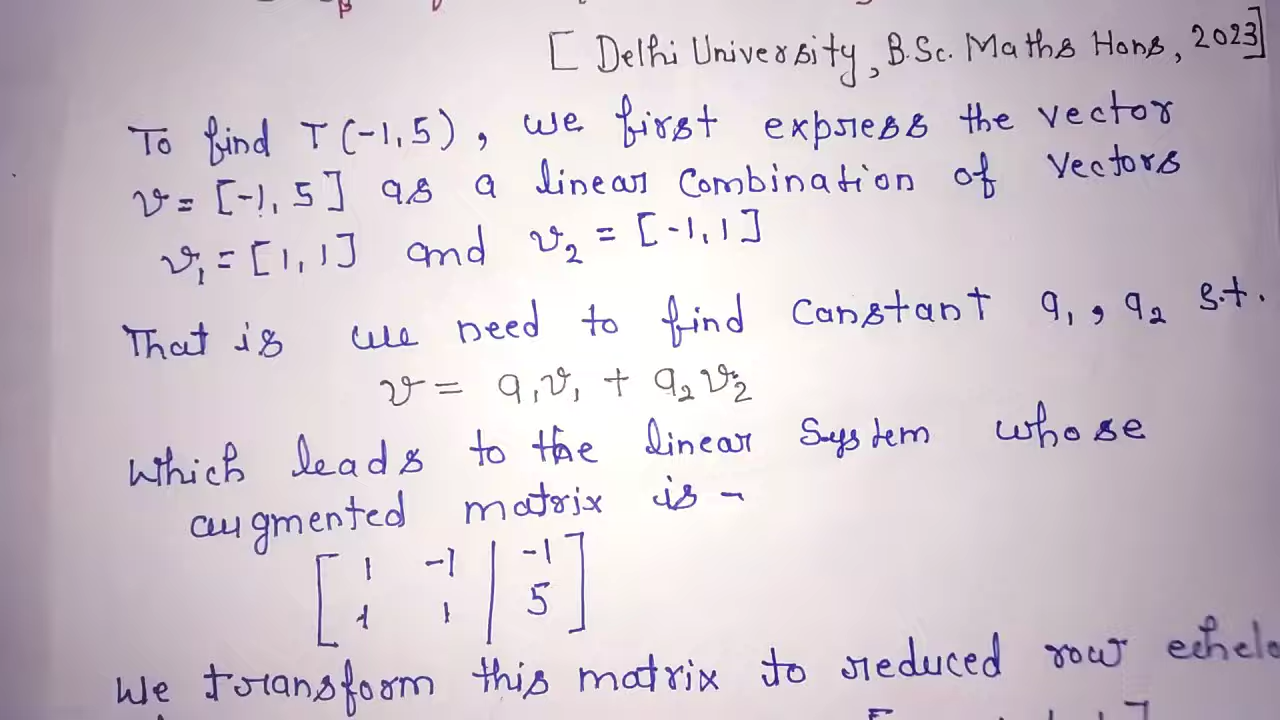 [ Delhi University, B.Sc. Maths Hons, 2023]
To find T(-1,5), we first express the vector
v = [-1, 5] as a linear combination of vectors
v₁ = [1, 1] and v₂ = [-1, 1]
That is we need to find constant a₁, a₂ s.t.
v = a₁v₁ + a₂v₂
which leads to the linear System whose
augmented matrix is -
[ 1 -1 | -1
1 1 | 5 ]
We transform this matrix to reduced row